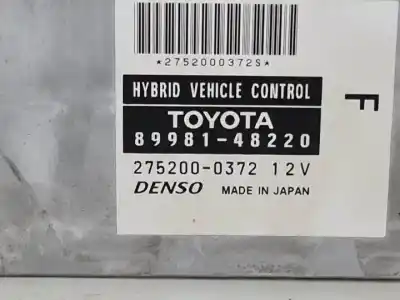 *2752000372S*
HYBRID VEHICLE CONTROL
F
TOYOTA
89981-48220
275200-0372 12V
DENSO MADE IN JAPAN